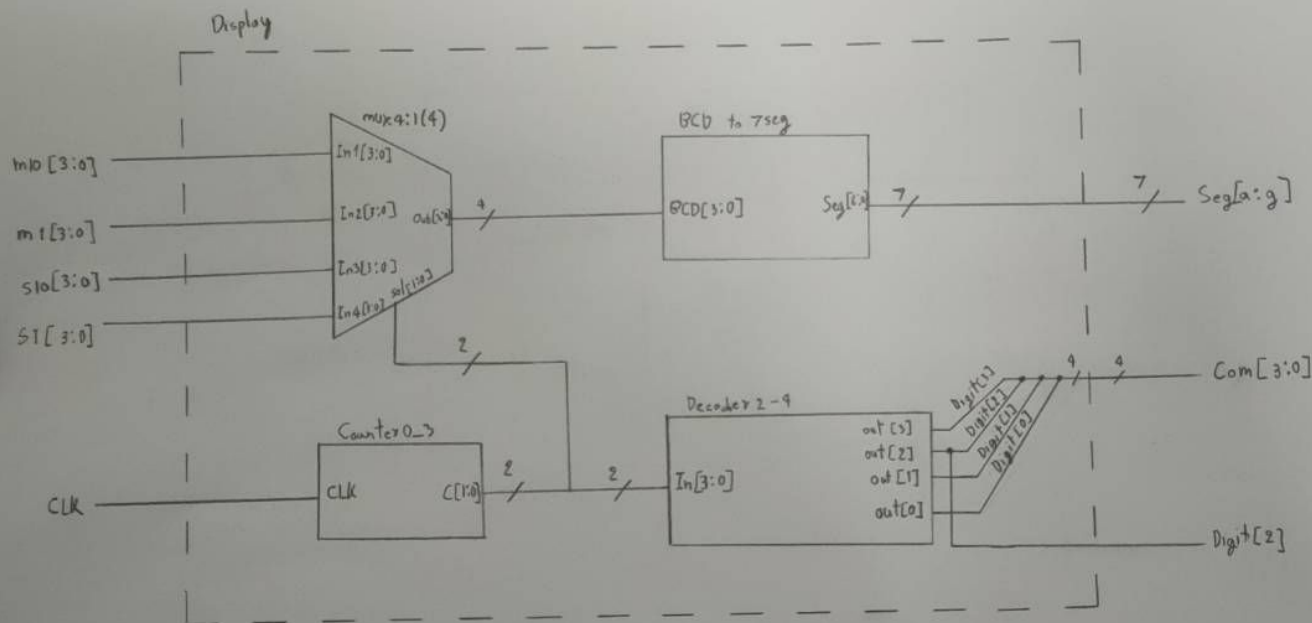 Display
mux4:1(4)
m10[3:0]
In1[3:0]
m1[3:0]
In2[3:0]
Out[3:0]
4
s10[3:0]
In3[3:0]
S1[3:0]
In4[3:0]
sel[1:0]
2
BCD to 7seg
BCD[3:0]
Seg[6:0]
7
7
Seg[a:g]
Counter0_3
CLK
CLK
C[1:0]
2
2
Decoder2-4
In[3:0]
out[3]
out[2]
out[1]
out[0]
Digit[3]
Digit[2]
Digit[1]
Digit[0]
4
4
Com[3:0]
Digit[2]